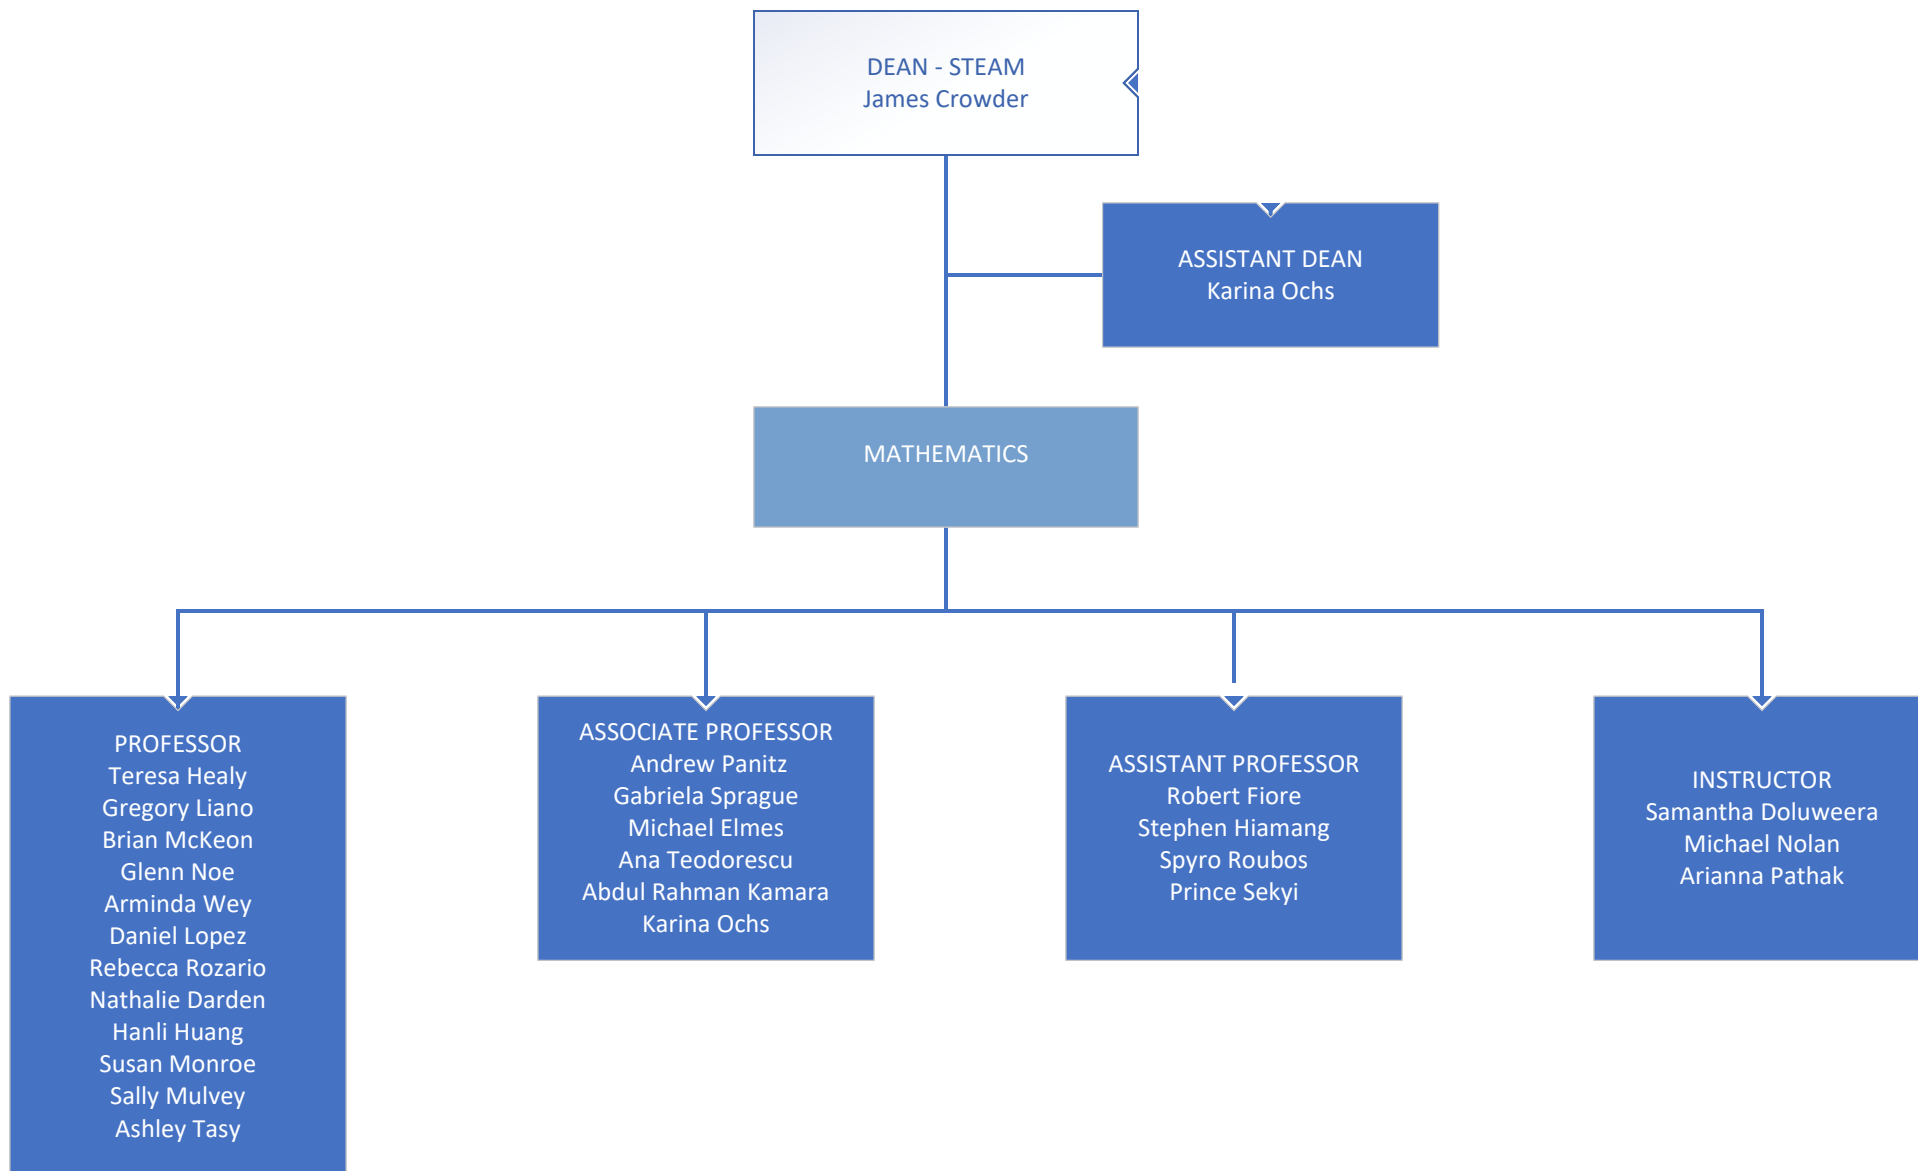 DEAN - STEAM
James Crowder
ASSISTANT DEAN
Karina Ochs
MATHEMATICS
PROFESSOR
Teresa Healy
Gregory Liano
Brian McKeon
Glenn Noe
Arminda Wey
Daniel Lopez
Rebecca Rozario
Nathalie Darden
Hanli Huang
Susan Monroe
Sally Mulvey
Ashley Tasy
ASSOCIATE PROFESSOR
Andrew Panitz
Gabriela Sprague
Michael Elmes
Ana Teodorescu
Abdul Rahman Kamara
Karina Ochs
ASSISTANT PROFESSOR
Robert Fiore
Stephen Hiamang
Spyro Roubos
Prince Sekyi
INSTRUCTOR
Samantha Doluweera
Michael Nolan
Arianna Pathak